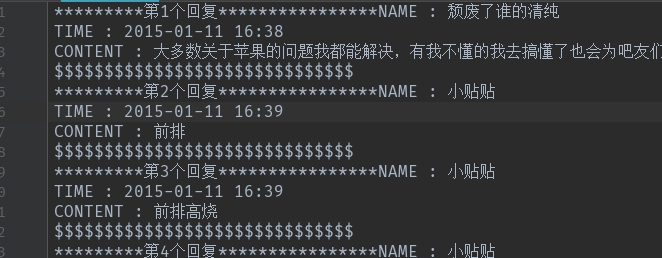 *********第1个回复****************NAME : 颓废了谁的清纯
TIME : 2015-01-11 16:38
CONTENT : 大多数关于苹果的问题我都能解决，有我不懂的我去搞懂了也会为吧友们
$$$$$$$$$$$$$$$$$$$$$$$$$$$$$$
*********第2个回复****************NAME : 小贴贴
TIME : 2015-01-11 16:39
CONTENT : 前排
$$$$$$$$$$$$$$$$$$$$$$$$$$$$$$
*********第3个回复****************NAME : 小贴贴
TIME : 2015-01-11 16:39
CONTENT : 前排高烧
$$$$$$$$$$$$$$$$$$$$$$$$$$$$$$
*********第4个回复****************NAME : 小贴贴